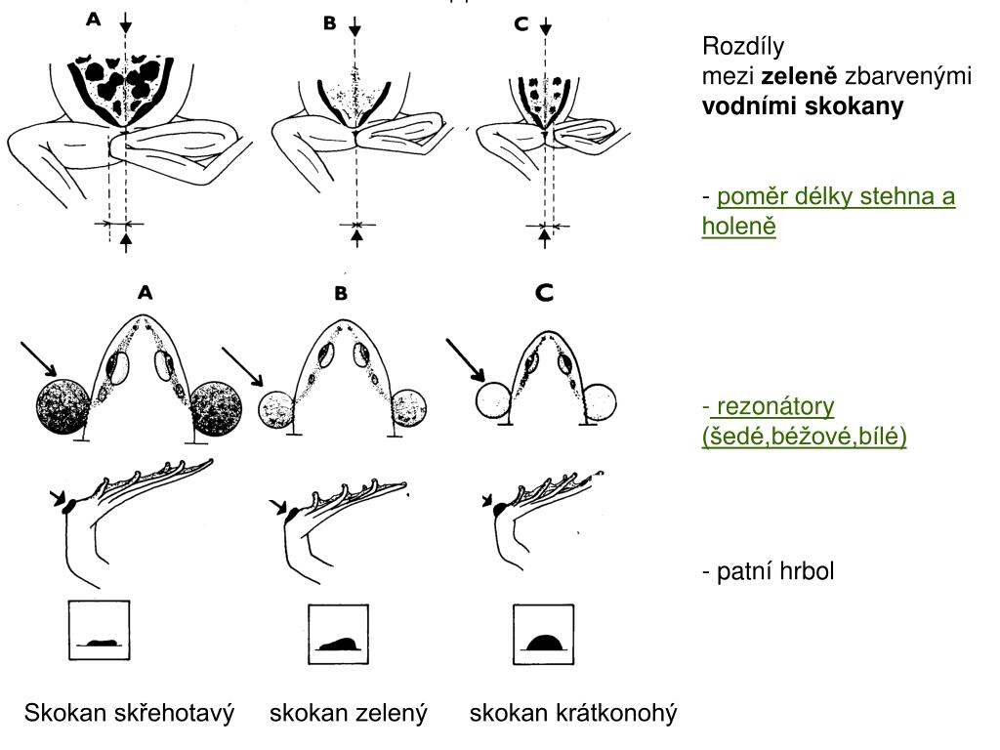 A B C
Rozdíly
mezi zeleně zbarvenými
vodními skokany
- poměr délky stehna a
holeně
A B C
- rezonátory
(šedé,béžové,bílé)
- patní hrbol
Skokan skřehotavý skokan zelený skokan krátkonohý